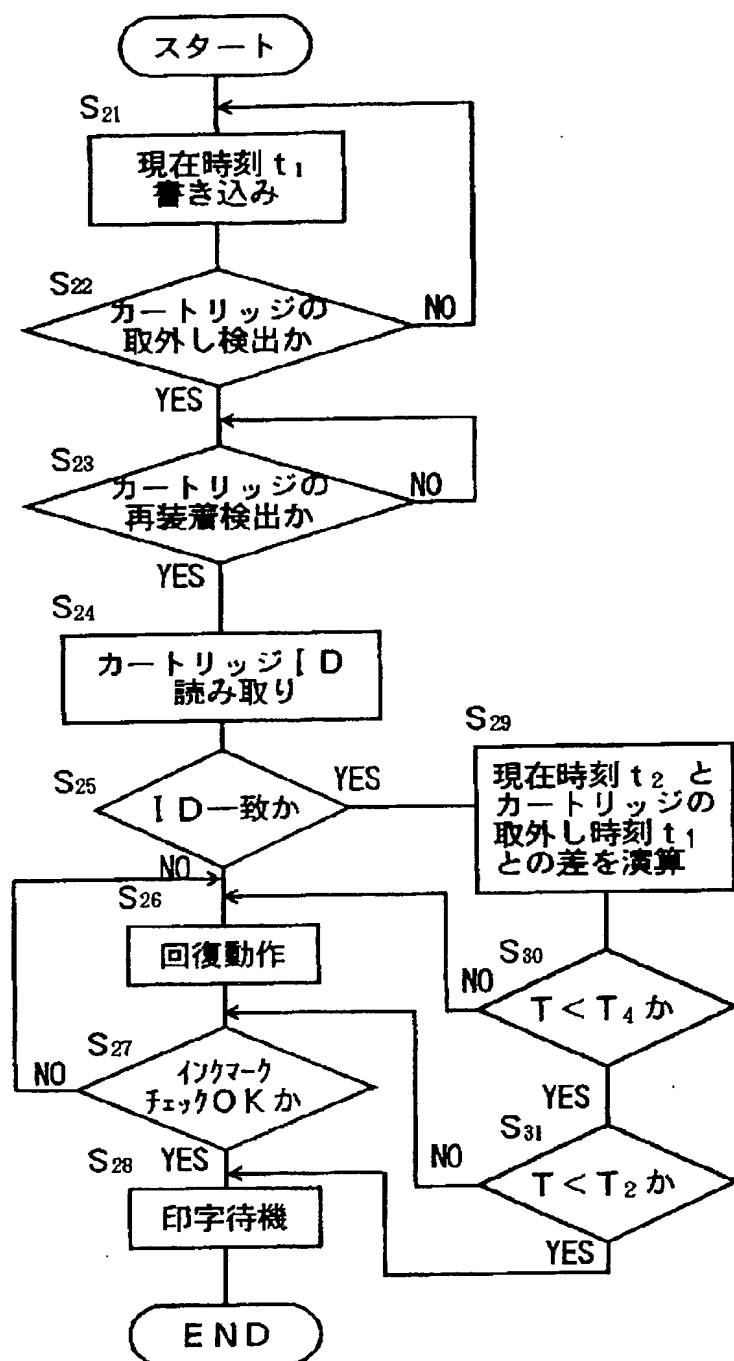 スタート
S21
現在時刻 t1
書き込み
S22
カートリッジの
取外し検出か
NO
YES
S23
カートリッジの
再装着検出か
NO
YES
S24
カートリッジID
読み取り
S25
ID一致か
YES
NO
S29
現在時刻 t2 と
カートリッジの
取外し時刻 t1
との差を演算
S26
回復動作
S30
T<T4か
NO
YES
S27
インクマーク
チェックOKか
NO
YES
S31
T<T2か
NO
YES
S28
印字待機
END